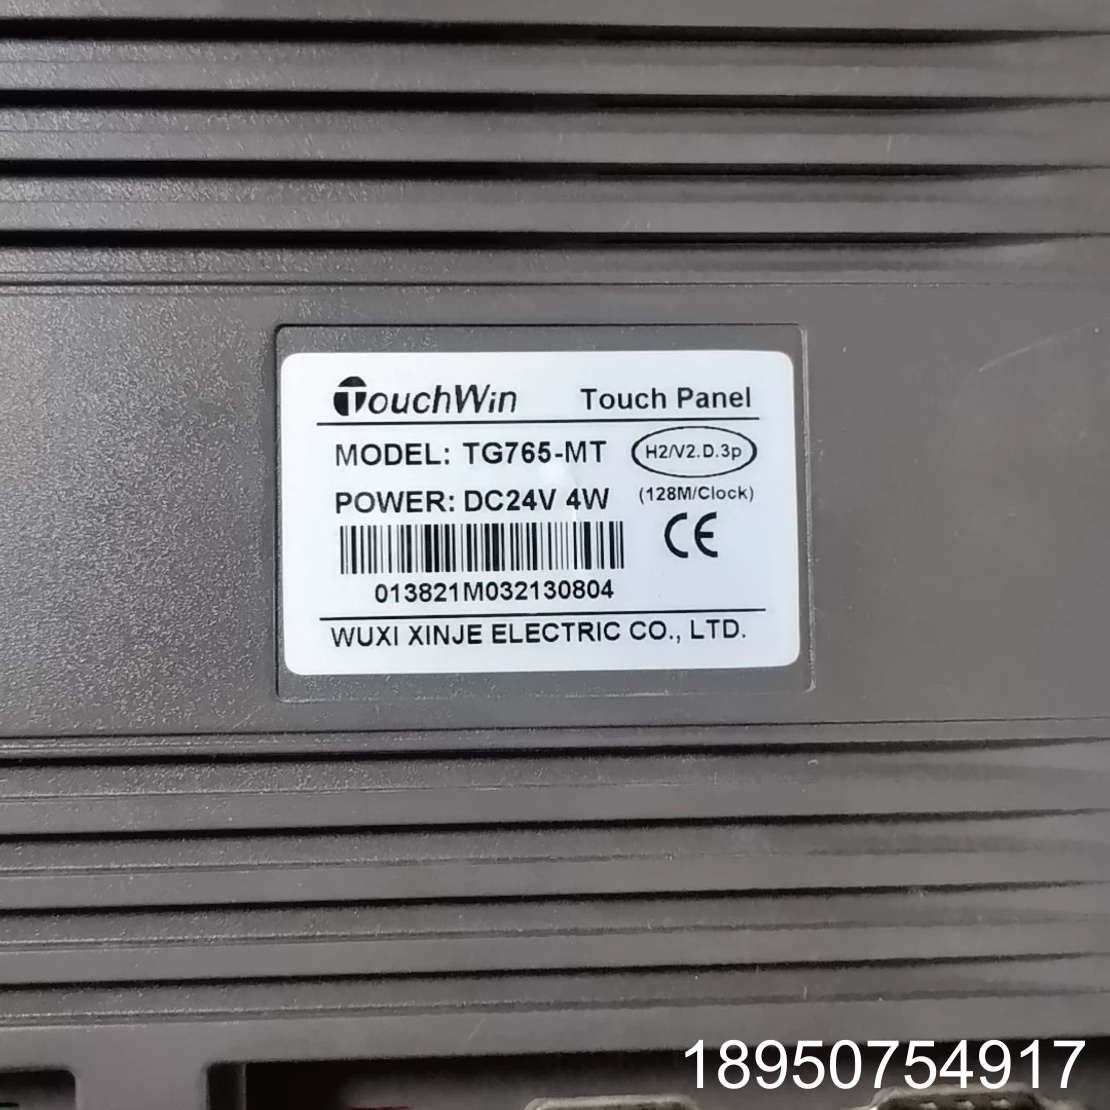 TouchWin Touch Panel
MODEL: TG765-MT H2/V2.D.3p
POWER: DC24V 4W (128M/Clock)
CE
013821M032130804
WUXI XINJE ELECTRIC CO., LTD.
18950754917